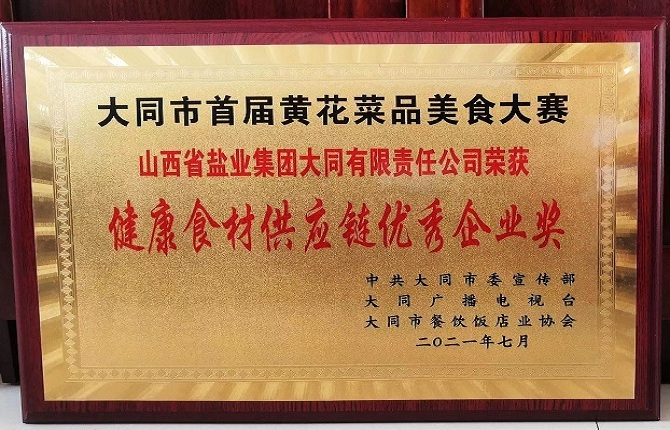 大同市首届黄花菜品美食大赛
山西省盐业集团大同有限责任公司荣获
健康食材供应链优秀企业奖
中共大同市委宣传部
大同广播电视台
大同市餐饮饭店业协会
二〇二一年七月